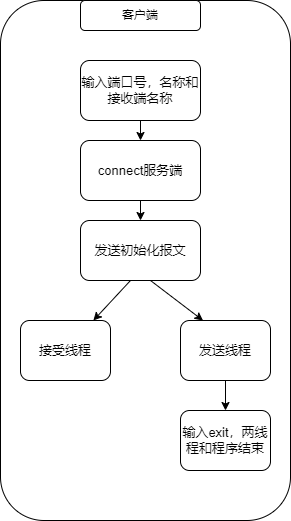 客户端
输入端口号，名称和
接收端名称
connect服务端
发送初始化报文
接受线程
发送线程
输入exit，两线
程和程序结束